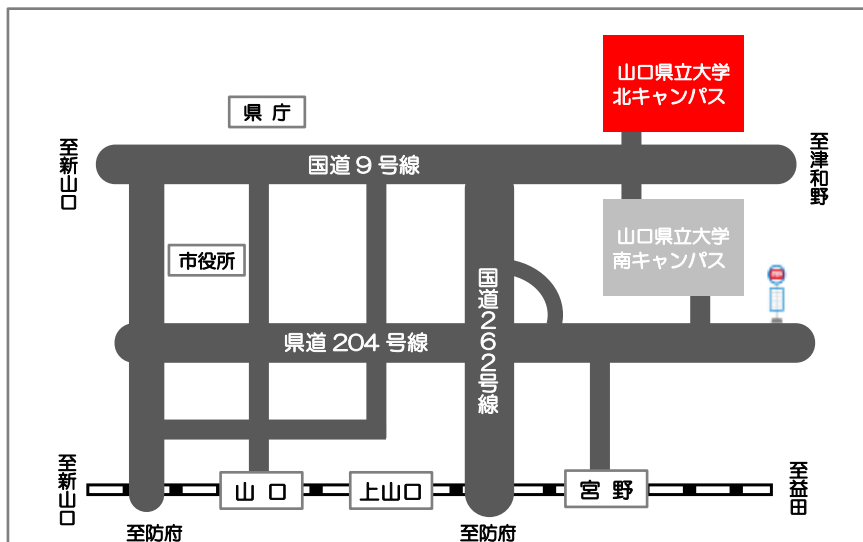 山口県立大学
北キャンパス
県庁
至新山口
国道9号線
至津和野
市役所
山口県立大学
南キャンパス
国道262号線
県道204号線
至新山口
山口
上山口
宮野
至益田
至防府
至防府